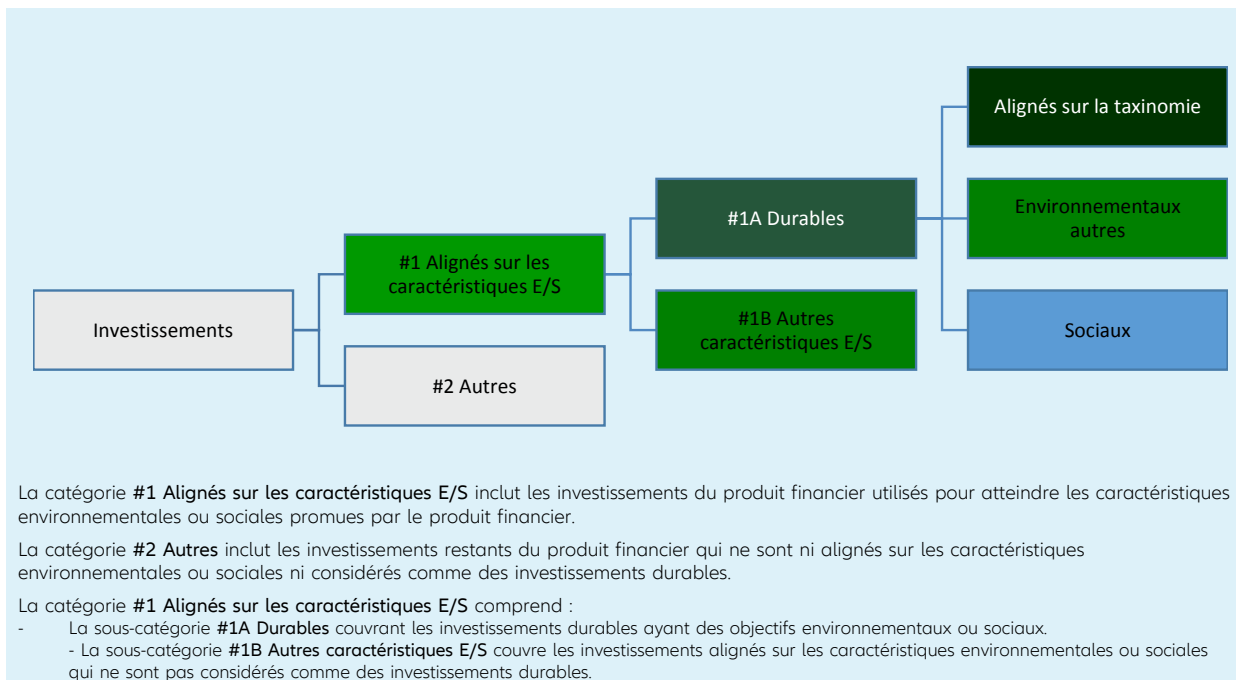 Alignés sur la taxinomie
#1A Durables
Environnementaux
autres
#1 Alignés sur les
caractéristiques E/S
Investissements
#1B Autres
caractéristiques E/S
Sociaux
#2 Autres
La catégorie #1 Alignés sur les caractéristiques E/S inclut les investissements du produit financier utilisés pour atteindre les caractéristiques
environnementales ou sociales promues par le produit financier.
La catégorie #2 Autres inclut les investissements restants du produit financier qui ne sont ni alignés sur les caractéristiques
environnementales ou sociales ni considérés comme des investissements durables.
La catégorie #1 Alignés sur les caractéristiques E/S comprend :
- La sous-catégorie #1A Durables couvrant les investissements durables ayant des objectifs environnementaux ou sociaux.
- La sous-catégorie #1B Autres caractéristiques E/S couvre les investissements alignés sur les caractéristiques environnementales ou sociales
qui ne sont pas considérés comme des investissements durables.